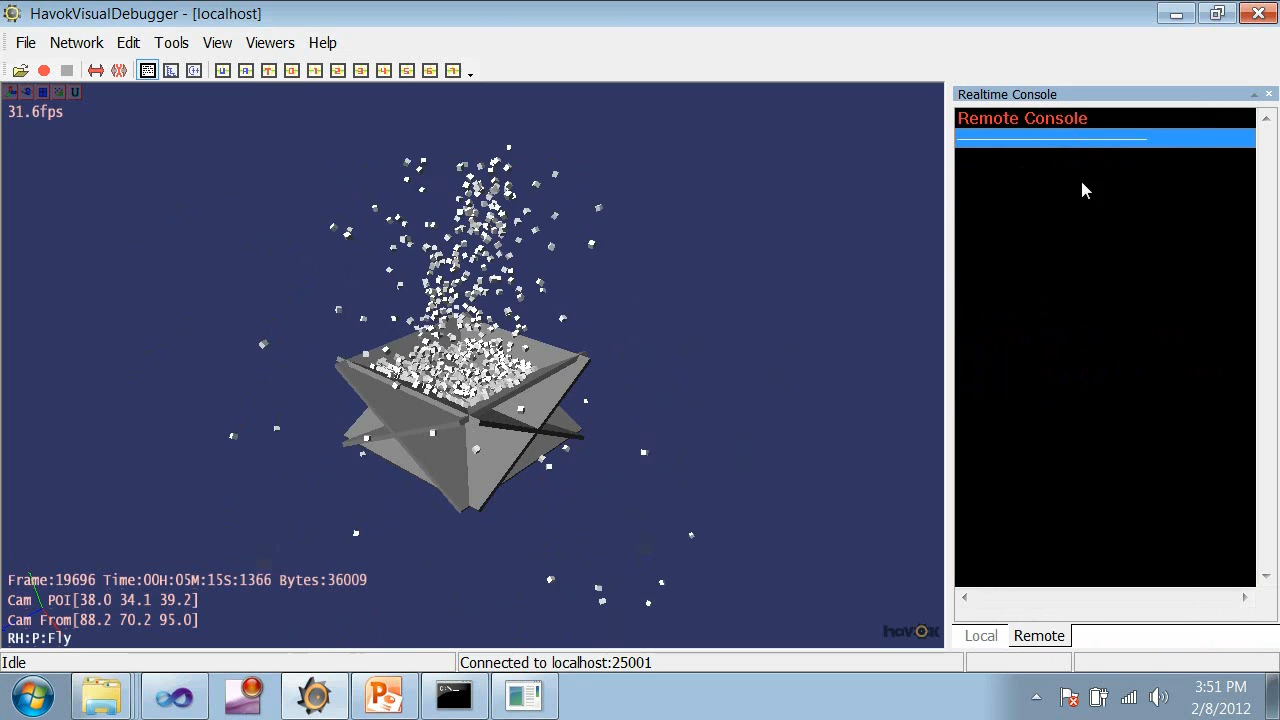 HavokVisualDebugger - [localhost]
File Network Edit Tools View Viewers Help
31.6fps
Realtime Console
Remote Console
Frame:19696 Time:00H:05M:15S:1366 Bytes:36009
Cam POI[38.0 34.1 39.2]
Cam From[88.2 70.2 95.0]
RH:P:Fly
havok
Local Remote
Idle
Connected to localhost:25001
3:51 PM
2/8/2012